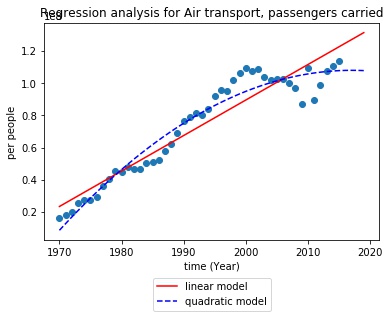 Regression analysis for Air transport, passengers carried
1e8
1.2
1.0
0.8
0.6
0.4
0.2
per people
1970 1980 1990 2000 2010 2020
time (Year)
linear model
quadratic model